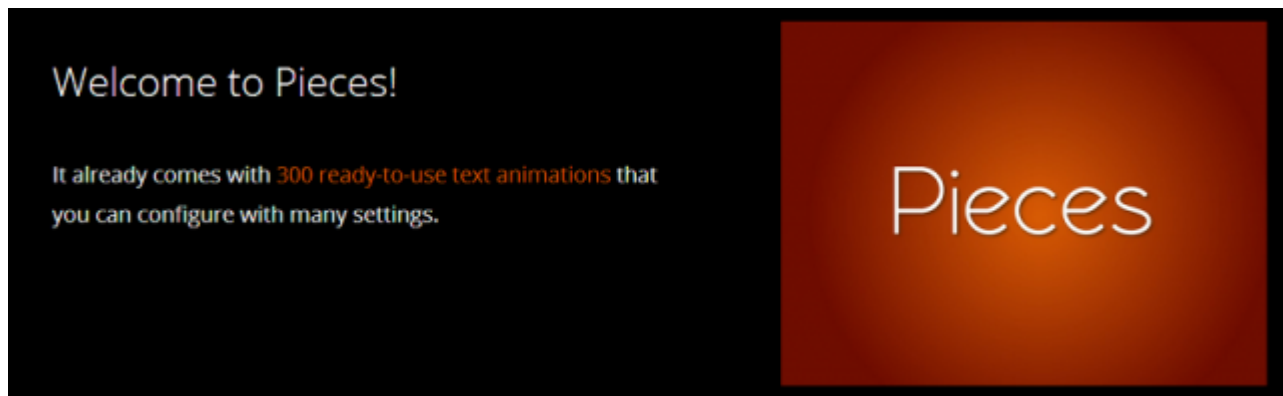 Welcome to Pieces!
It already comes with 300 ready-to-use text animations that
you can configure with many settings.
Pieces